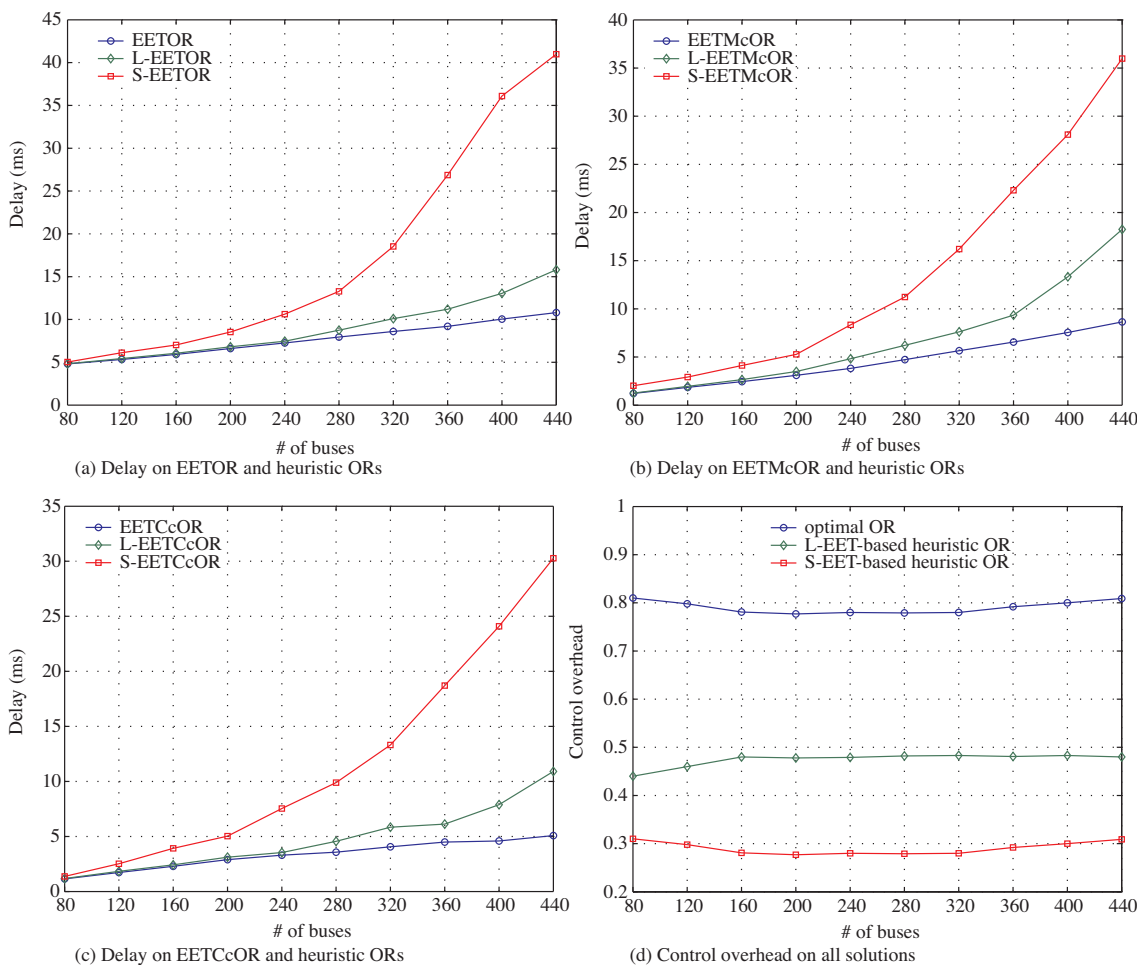 45
40
35
30
25
20
15
10
5
0
Delay (ms)
EETOR
L-EETOR
S-EETOR
80 120 160 200 240 280 320 360 400 440
# of buses
(a) Delay on EETOR and heuristic ORs
40
35
30
25
20
15
10
5
0
Delay (ms)
EETMcOR
L-EETMcOR
S-EETMcOR
80 120 160 200 240 280 320 360 400 440
# of buses
(b) Delay on EETMcOR and heuristic ORs
35
30
25
20
15
10
5
0
Delay (ms)
EETCcOR
L-EETCcOR
S-EETCcOR
80 120 160 200 240 280 320 360 400 440
# of buses
(c) Delay on EETCcOR and heuristic ORs
1
0.9
0.8
0.7
0.6
0.5
0.4
0.3
0.2
Control overhead
optimal OR
L-EET-based heuristic OR
S-EET-based heuristic OR
80 120 160 200 240 280 320 360 400 440
# of buses
(d) Control overhead on all solutions